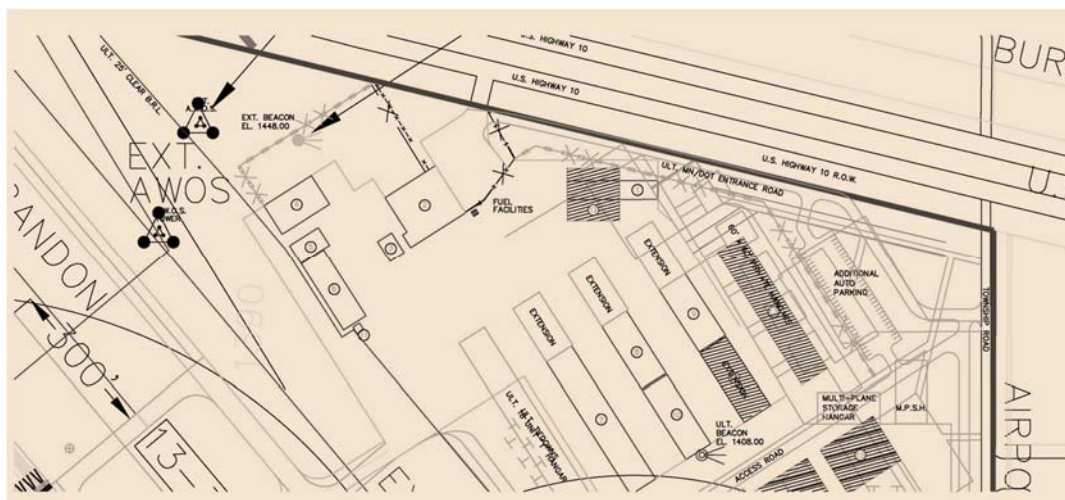 U.S. HIGHWAY 10
BUR
ULT. 25' CLEAR B.R.L.
U.S. HIGHWAY 10
EXT. BEACON
EL. 1448.00
EXT.
AWOS
U.S. HIGHWAY 10 R.O.W.
ULT. MN/DOT ENTRANCE ROAD
U.
FUEL
FACILITIES
EXTENSION
ADDITIONAL
AUTO
PARKING
EXTENSION
EXTENSION
EXTENSION
TOWNSHIP ROAD
300'
MULTI-PLANE
STORAGE
HANGAR
M.P.S.H.
ULT.
BEACON
EL. 1408.00
ACCESS ROAD
HANGAR
13-